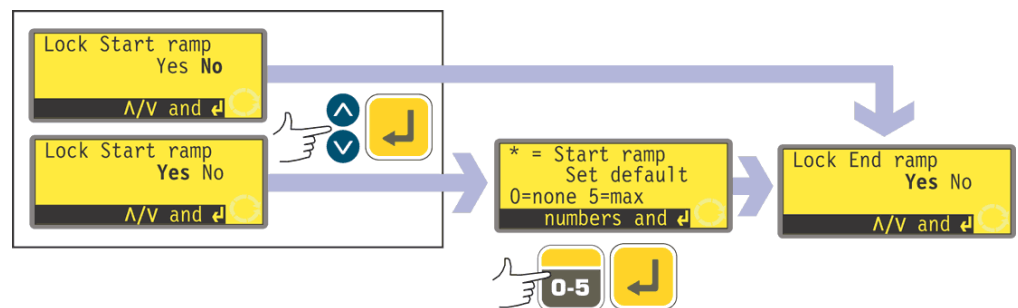 Lock Start ramp
Yes No
∧/∨ and ↲
Lock Start ramp
Yes No
∧/∨ and ↲
* = Start ramp
Set default
0=none 5=max
numbers and ↲
0-5
Lock End ramp
Yes No
∧/∨ and ↲